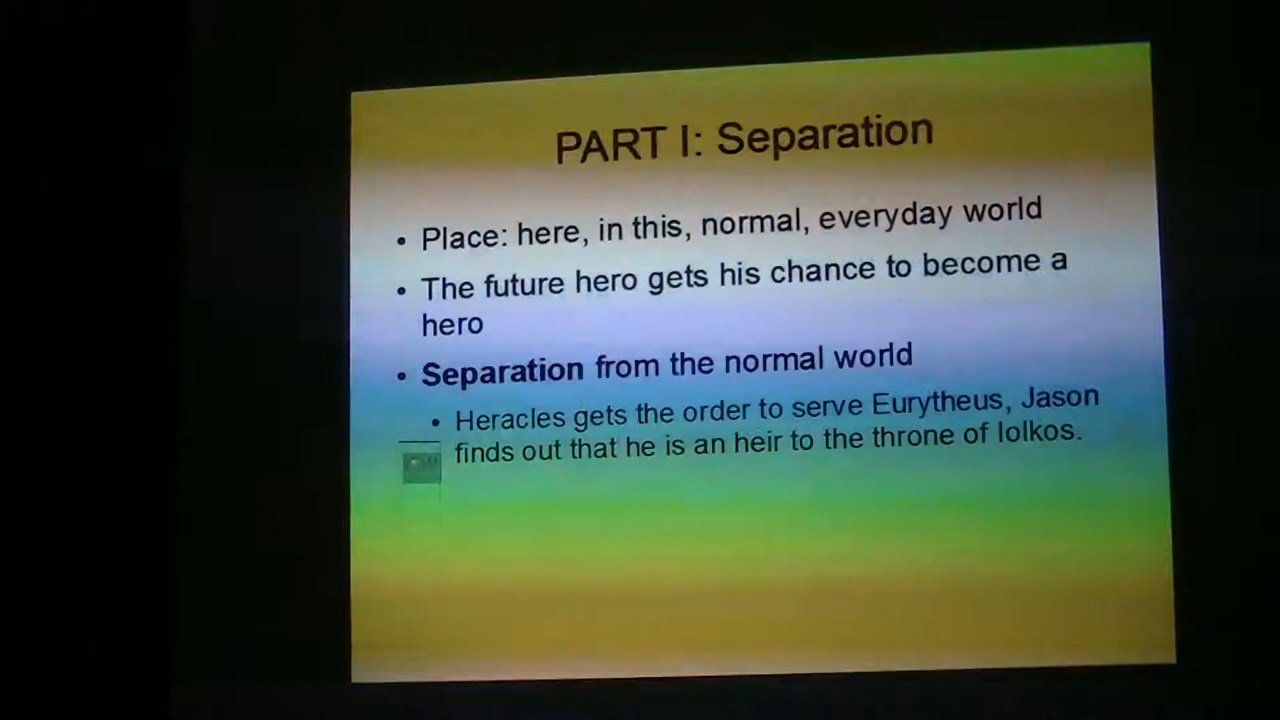 PART I: Separation
• Place: here, in this, normal, everyday world
• The future hero gets his chance to become a
hero
• Separation from the normal world
• Heracles gets the order to serve Eurytheus, Jason
finds out that he is an heir to the throne of Iolkos.